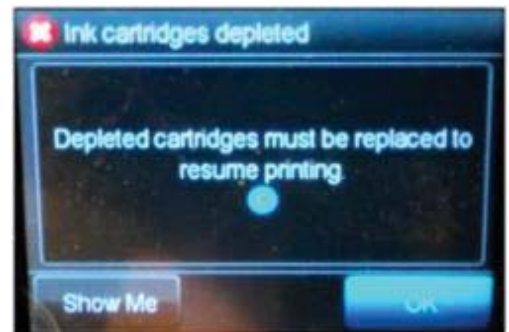 Ink cartridges depleted
Depleted cartridges must be replaced to
resume printing.
Show Me
OK